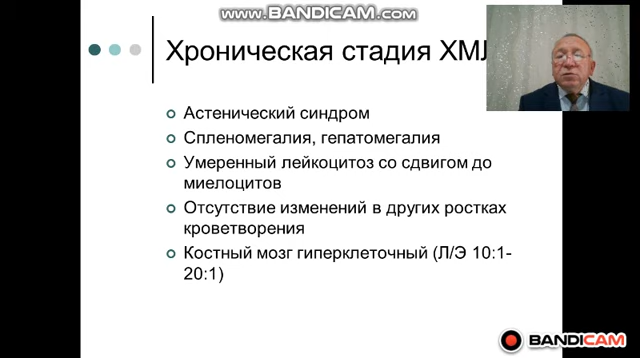 www.BANDICAM.com
Хроническая стадия ХМЛ
Астенический синдром
Спленомегалия, гепатомегалия
Умеренный лейкоцитоз со сдвигом до
миелоцитов
Отсутствие изменений в других ростках
кроветворения
Костный мозг гиперклеточный (Л/Э 10:1-
20:1)
BANDICAM